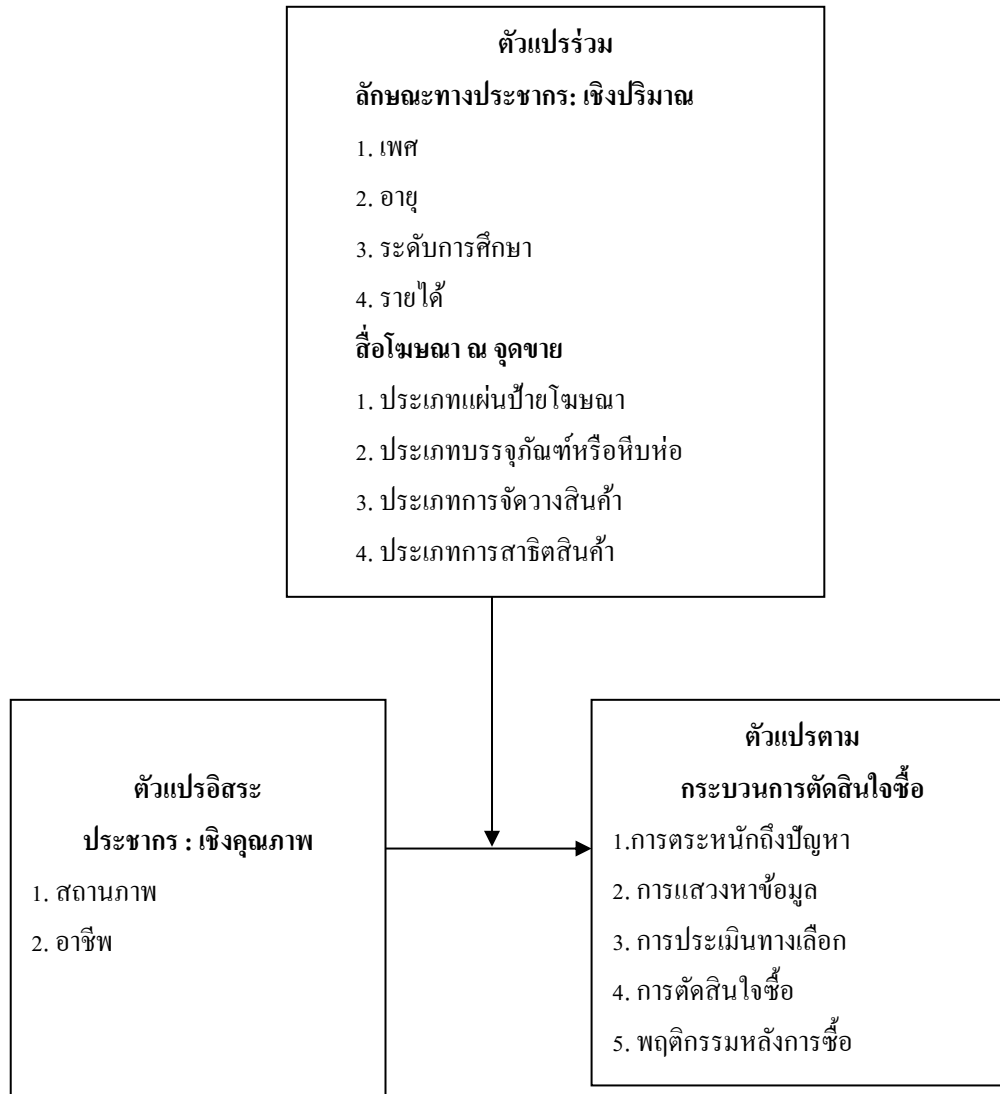 ตัวแปรร่วม
ลักษณะทางประชากร: เชิงปริมาณ
1. เพศ
2. อายุ
3. ระดับการศึกษา
4. รายได้
สื่อโฆษณา ณ จุดขาย
1. ประเภทแผ่นป้ายโฆษณา
2. ประเภทบรรจุภัณฑ์หรือหีบห่อ
3. ประเภทการจัดวางสินค้า
4. ประเภทการสาธิตสินค้า
ตัวแปรอิสระ
ประชากร : เชิงคุณภาพ
1. สถานภาพ
2. อาชีพ
ตัวแปรตาม
กระบวนการตัดสินใจซื้อ
1.การตระหนักถึงปัญหา
2. การแสวงหาข้อมูล
3. การประเมินทางเลือก
4. การตัดสินใจซื้อ
5. พฤติกรรมหลังการซื้อ